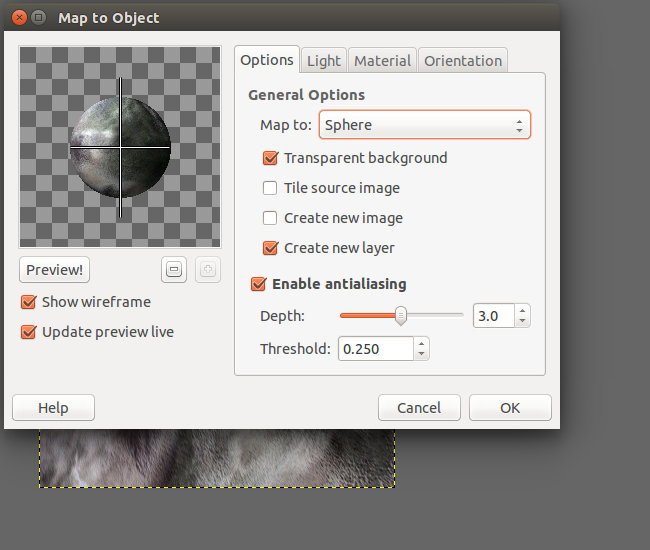 Map to Object
Options Light Material Orientation
General Options
Map to: Sphere
Transparent background
Tile source image
Create new image
Create new layer
Preview!
Enable antialiasing
Show wireframe
Depth: 3.0
Update preview live
Threshold: 0.250
Help Cancel OK